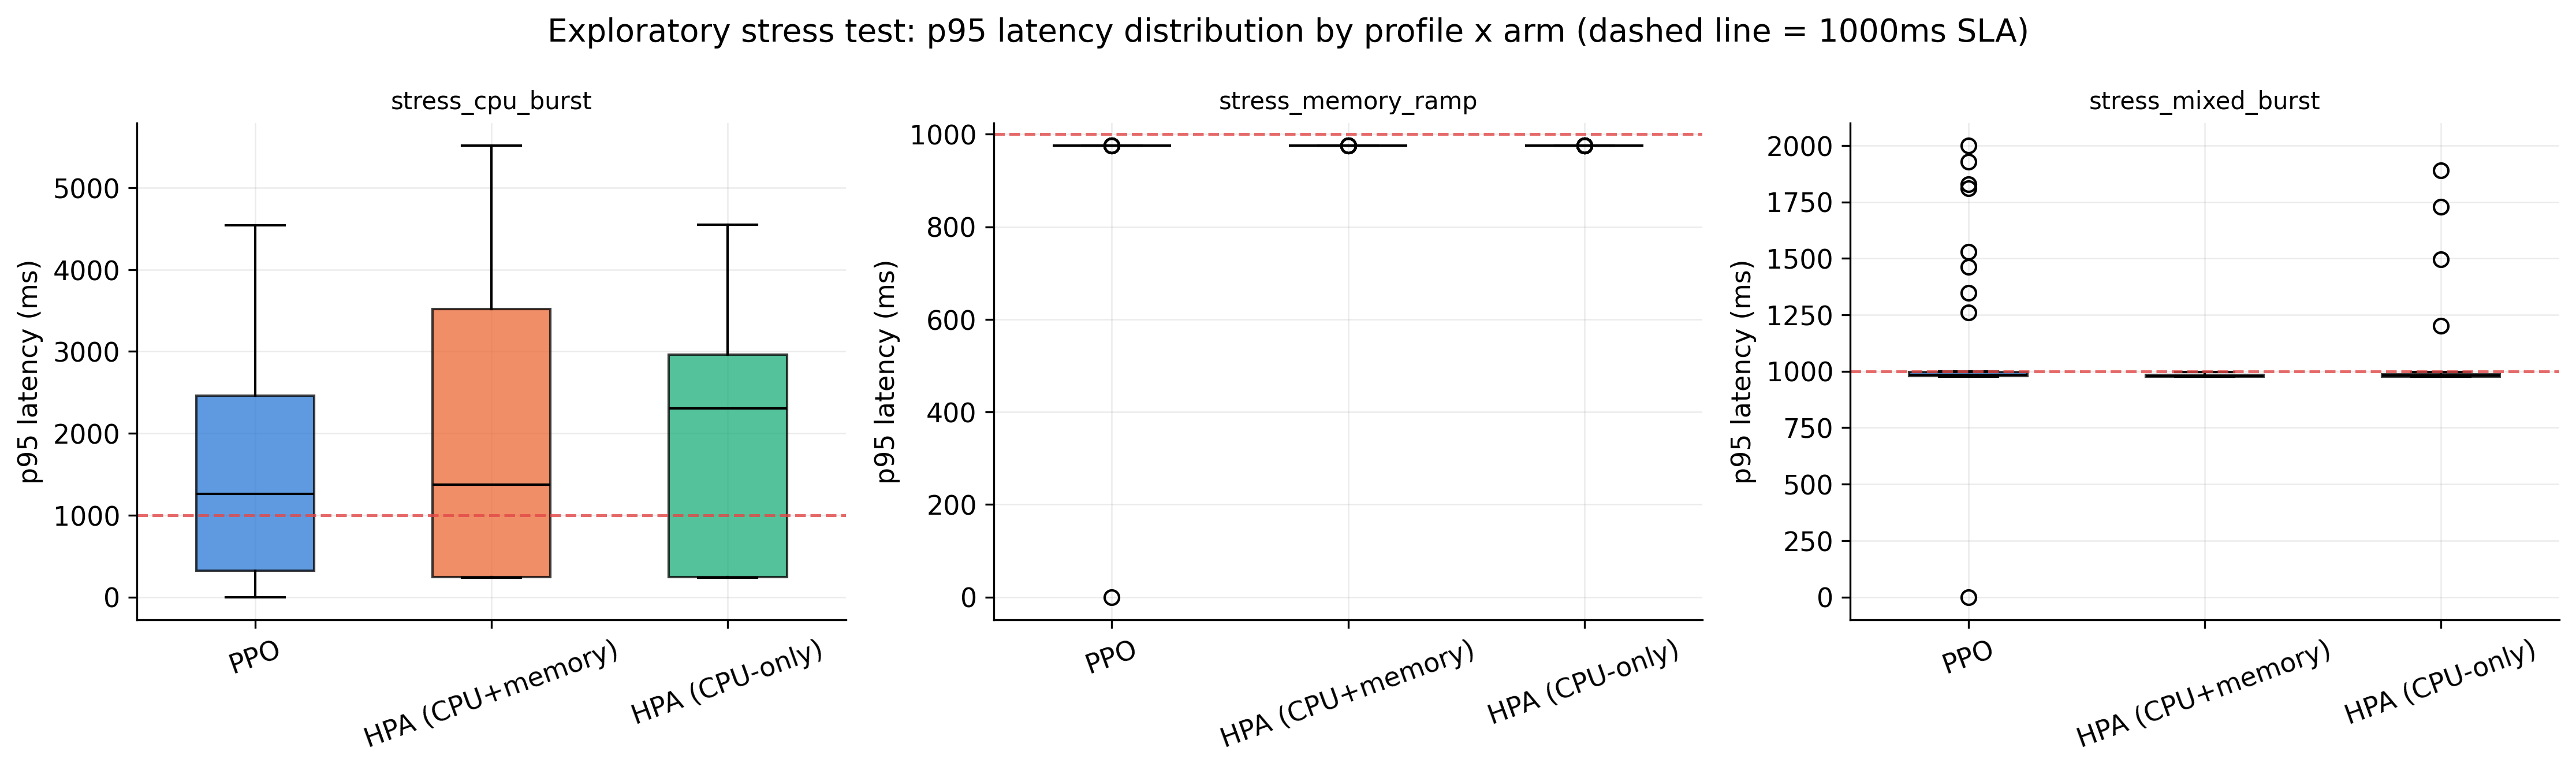 Exploratory stress test: p95 latency distribution by profile x arm (dashed line = 1000ms SLA)
stress_cpu_burst
p95 latency (ms)
5000
4000
3000
2000
1000
0
PPO
HPA (CPU+memory)
HPA (CPU-only)
stress_memory_ramp
p95 latency (ms)
1000
800
600
400
200
0
PPO
HPA (CPU+memory)
HPA (CPU-only)
stress_mixed_burst
p95 latency (ms)
2000
1750
1500
1250
1000
750
500
250
0
PPO
HPA (CPU+memory)
HPA (CPU-only)